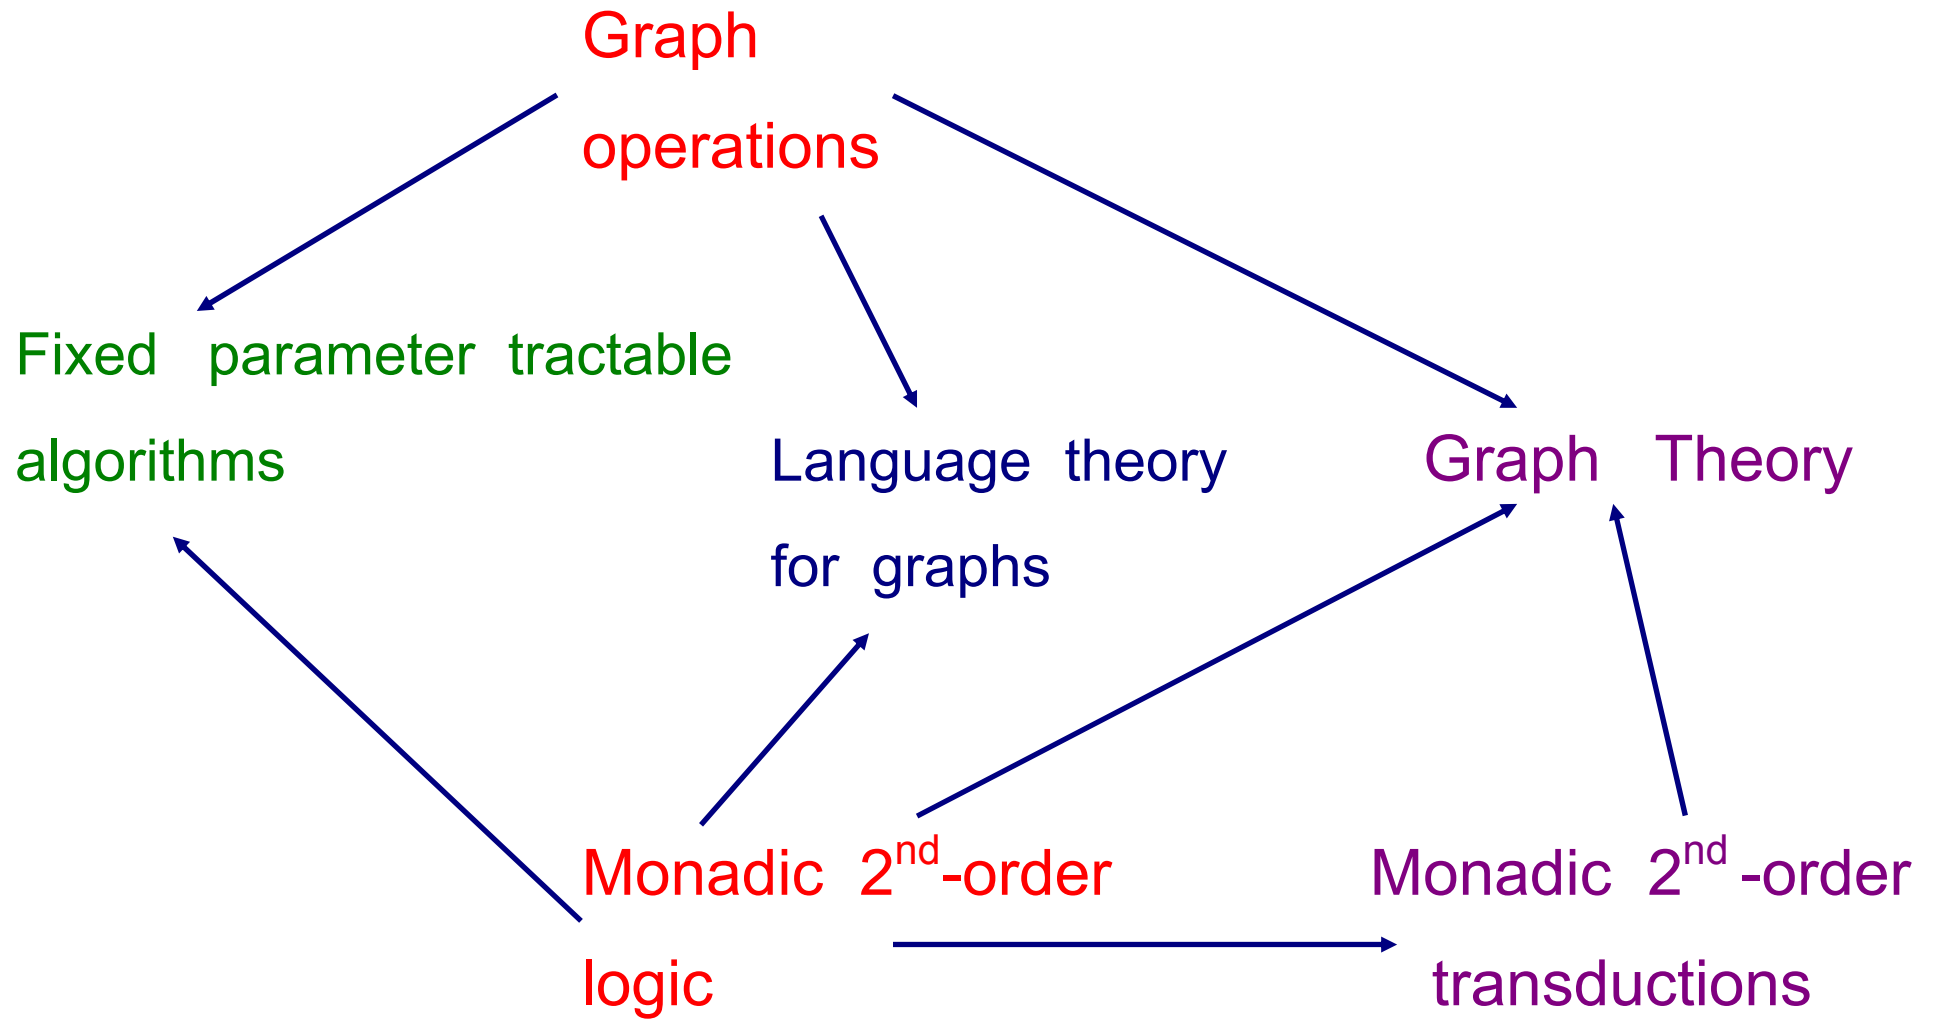 Graph
operations
Fixed parameter tractable
algorithms
Language theory
for graphs
Graph Theory
Monadic 2nd-order
logic
Monadic 2nd -order
transductions